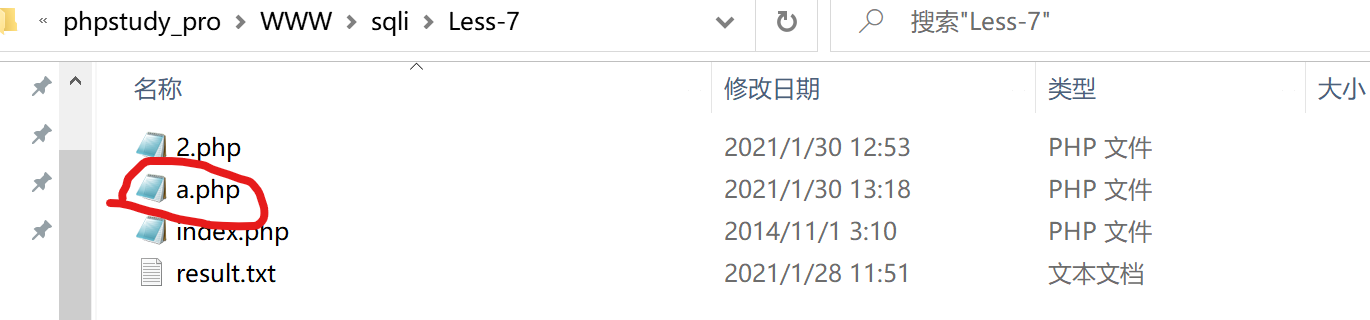 « phpstudy_pro > WWW > sqli > Less-7 搜索"Less-7"
名称 修改日期 类型 大小
2.php 2021/1/30 12:53 PHP 文件
a.php 2021/1/30 13:18 PHP 文件
index.php 2014/11/1 3:10 PHP 文件
result.txt 2021/1/28 11:51 文本文档